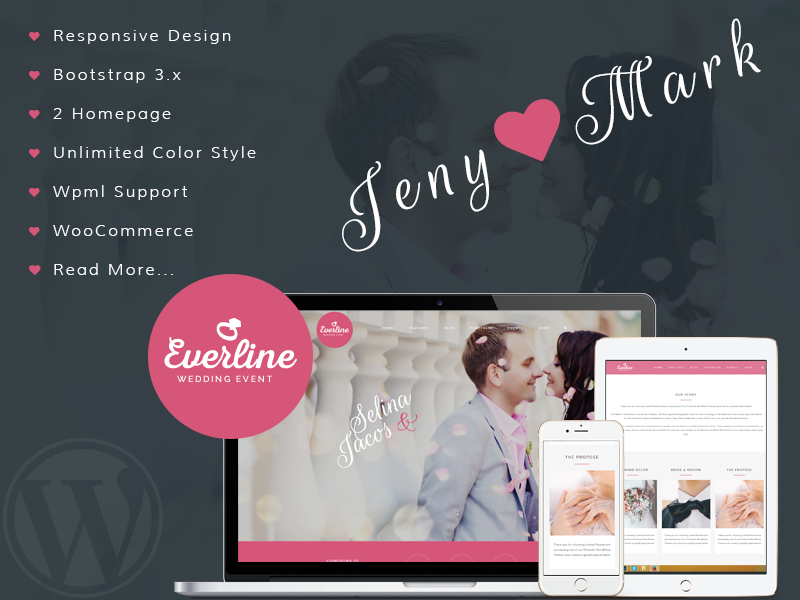 Responsive Design
Bootstrap 3.x
2 Homepage
Unlimited Color Style
Wpml Support
WooCommerce
Read More...
Jeny Mark
Everline
WEDDING EVENT
Everline
Selina
Jacos &
OUR STORY
THE PROPOSE
BRIDE & GROOM
THE PROPOSE